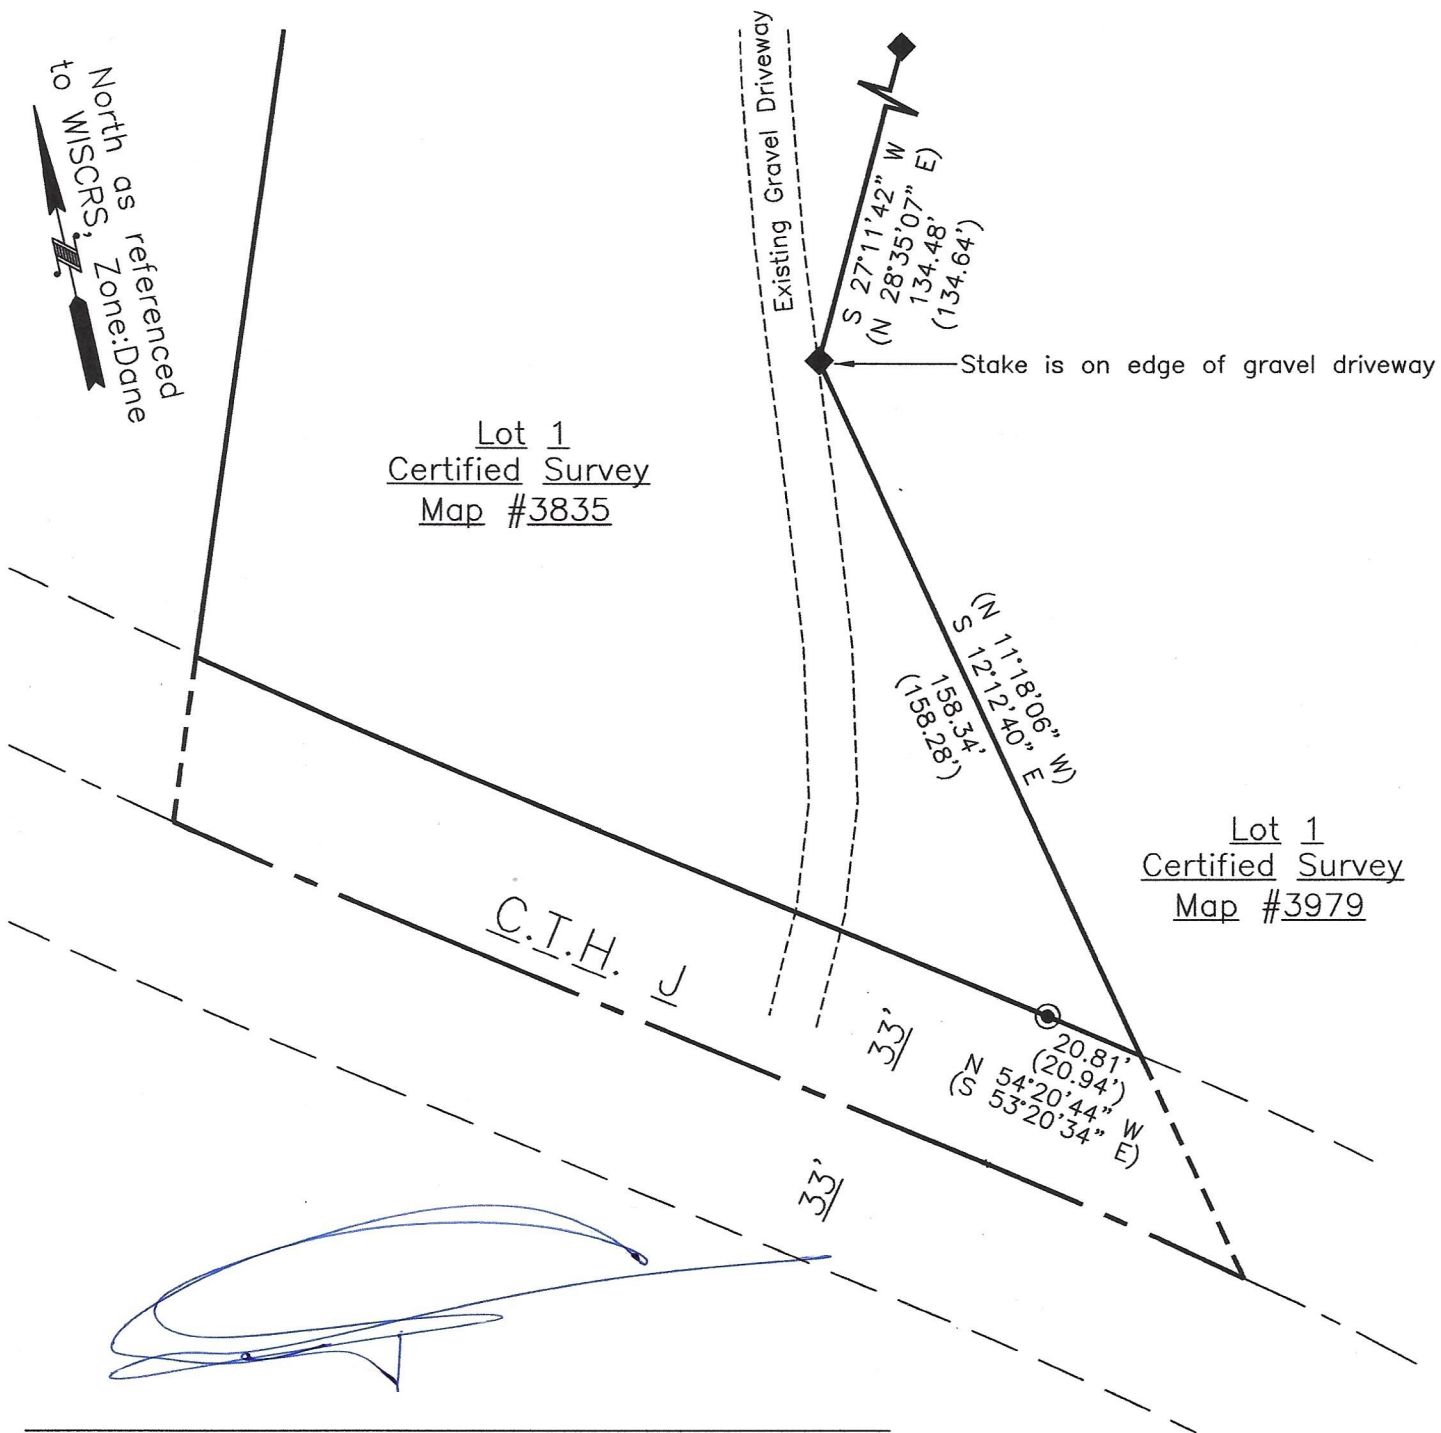 North as referenced
to WISCRS, Zone:Dane
Existing Gravel Driveway
S 27°11'42" W
(N 28°35'07" E)
134.48'
(134.64')
Stake is on edge of gravel driveway
Lot 1
Certified Survey
Map #3835
(N 11°18'06" W)
S 12°12'40" E
158.34'
(158.28')
Lot 1
Certified Survey
Map #3979
C.T.H. J
33'
20.81'
(20.94')
N 54°20'44" W
(S 53°20'34" E)
33'